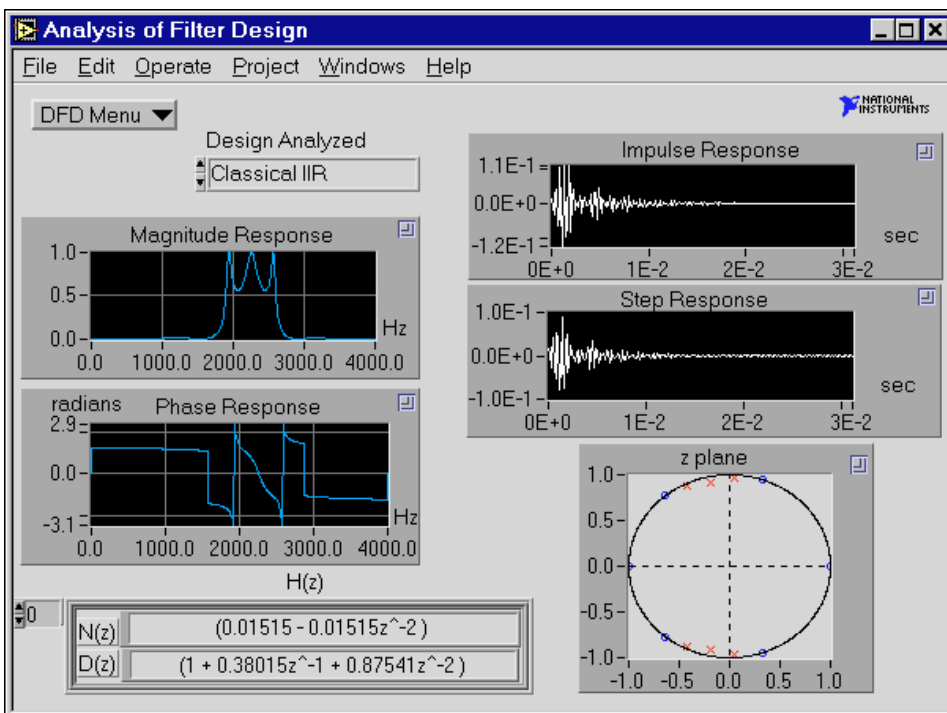 Analysis of Filter Design
File Edit Operate Project Windows Help
DFD Menu
NATIONAL
INSTRUMENTS
Design Analyzed
Classical IIR
Magnitude Response
1.0
0.5
0.0
Hz
0.0 1000.0 2000.0 3000.0 4000.0
radians Phase Response
2.9
0.0
-3.1
Hz
0.0 1000.0 2000.0 3000.0 4000.0
Impulse Response
1.1E-1
0.0E+0
-1.2E-1
sec
0E+0 1E-2 2E-2 3E-2
Step Response
1.0E-1
0.0E+0
-1.0E-1
sec
0E+0 1E-2 2E-2 3E-2
z plane
1.0
0.5
0.0
-0.5
-1.0
-1.0 -0.5 0.0 0.5 1.0
H(z)
0
N(z) (0.01515 - 0.01515z^-2 )
D(z) (1 + 0.38015z^-1 + 0.87541z^-2 )